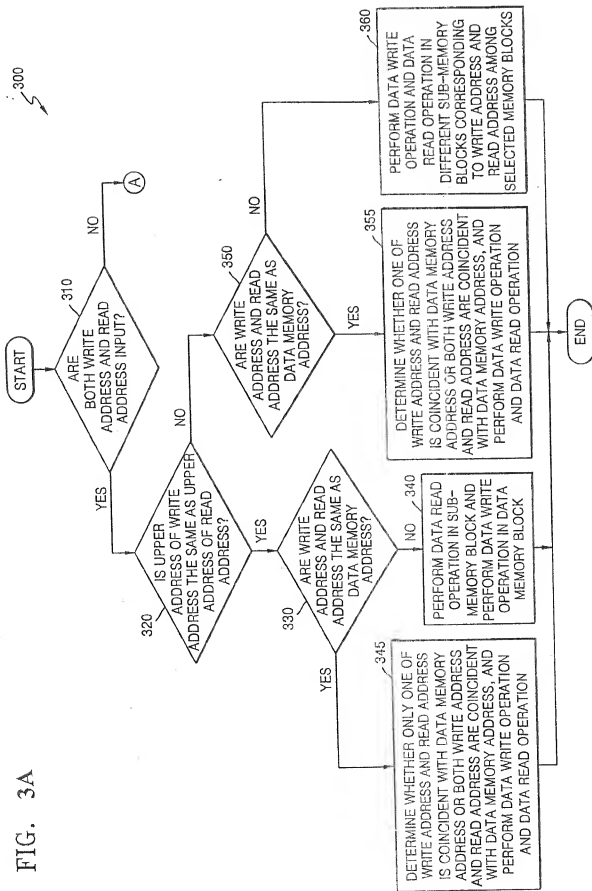 FIG. 3A
300
START
310
ARE
BOTH WRITE
ADDRESS AND READ
ADDRESS INPUT?
NO
A
YES
320
IS UPPER
ADDRESS OF WRITE
ADDRESS THE SAME AS UPPER
ADDRESS OF READ
ADDRESS?
NO
YES
330
ARE WRITE
ADDRESS AND READ
ADDRESS THE SAME AS
DATA MEMORY
ADDRESS?
YES
NO
340
PERFORM DATA READ
OPERATION IN SUB-
MEMORY BLOCK AND
PERFORM DATA WRITE
OPERATION IN DATA
MEMORY BLOCK
345
DETERMINE WHETHER ONLY ONE OF
WRITE ADDRESS AND READ ADDRESS
IS COINCIDENT WITH DATA MEMORY
ADDRESS OR BOTH WRITE ADDRESS
AND READ ADDRESS ARE COINCIDENT
WITH DATA MEMORY ADDRESS, AND
PERFORM DATA WRITE OPERATION
AND DATA READ OPERATION
350
ARE WRITE
ADDRESS AND READ
ADDRESS THE SAME AS
DATA MEMORY
ADDRESS?
NO
YES
355
DETERMINE WHETHER ONE OF
WRITE ADDRESS AND READ ADDRESS
IS COINCIDENT WITH DATA MEMORY
ADDRESS OR BOTH WRITE ADDRESS
AND READ ADDRESS ARE COINCIDENT
WITH DATA MEMORY ADDRESS, AND
PERFORM DATA WRITE OPERATION
AND DATA READ OPERATION
360
PERFORM DATA WRITE
OPERATION AND DATA
READ OPERATION IN
DIFFERENT SUB-MEMORY
BLOCKS CORRESPONDING
TO WRITE ADDRESS AND
READ ADDRESS AMONG
SELECTED MEMORY BLOCKS
END